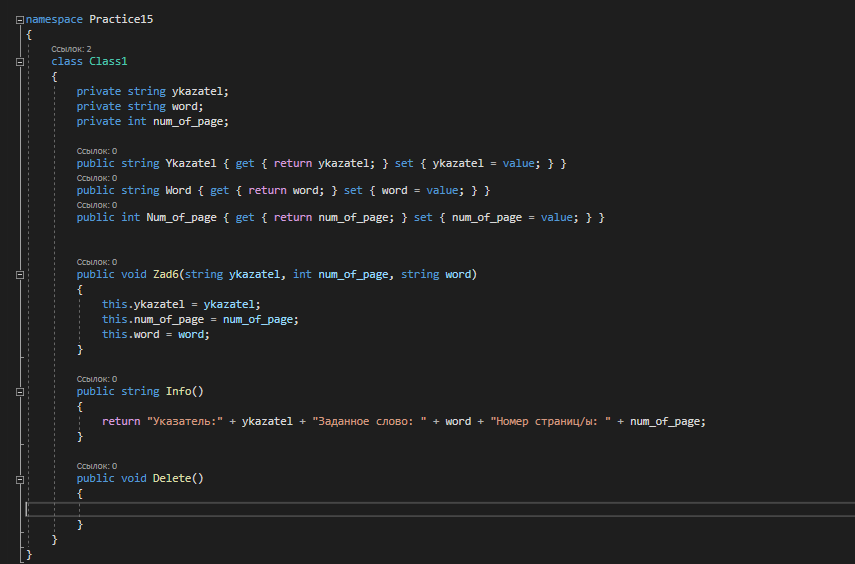 namespace Practice15
{
Ссылок: 2
class Class1
{
private string ykazatel;
private string word;
private int num_of_page;
Ссылок: 0
public string Ykazatel { get { return ykazatel; } set { ykazatel = value; } }
Ссылок: 0
public string Word { get { return word; } set { word = value; } }
Ссылок: 0
public int Num_of_page { get { return num_of_page; } set { num_of_page = value; } }
Ссылок: 0
public void Zad6(string ykazatel, int num_of_page, string word)
{
this.ykazatel = ykazatel;
this.num_of_page = num_of_page;
this.word = word;
}
Ссылок: 0
public string Info()
{
return "Указатель:" + ykazatel + "Заданное слово: " + word + "Номер страниц/ы: " + num_of_page;
}
Ссылок: 0
public void Delete()
{
}
}
}